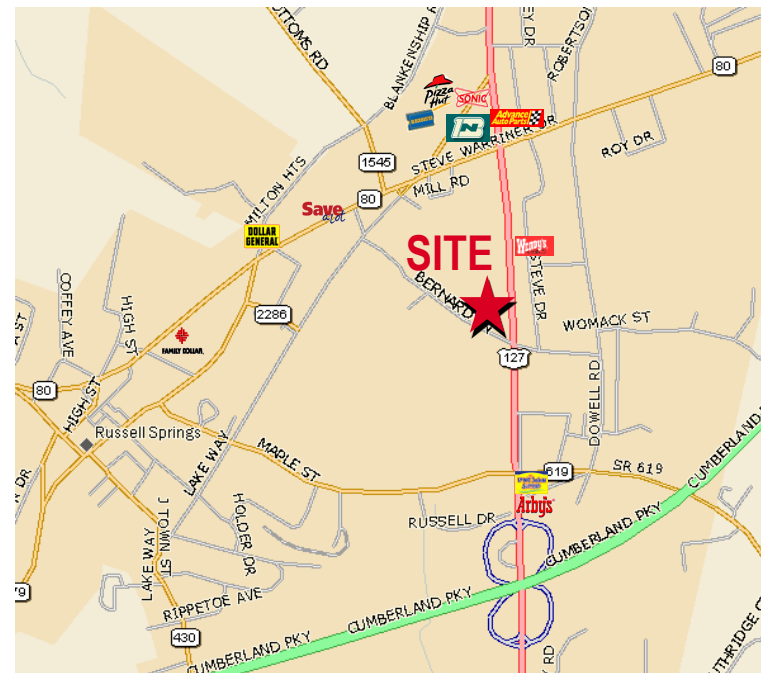 OTTOMS RD
BLANKENSHIP R
EY DR
ROBERTSO
80
Pizza
Hut
SONIC
Advance
Auto Parts
STEVE WARRINER DR
ROY DR
1545
MILL RD
80
MILTON HTS
Save
a lot
DOLLAR
GENERAL
SITE
Wendy's
STEVE DR
BERNARD
COFFEY AVE
HIGH ST
2286
WOMACK ST
FAMILY DOLLAR
127
A ST
80
HIGH ST
DOWELL RD
Russell Springs
MAPLE ST
LAKE WAY
619
SR 619
CUMBERLAND
N DR
Arby's
RUSSELL DR
HOLDER DR
J TOWN ST
LAKE WAY
CUMBERLAND PKY
79
RIPPETOE AVE
CUMBERLAND PKY
430
CUMBERLAND PKY
Y RD
UTHRIDGE C